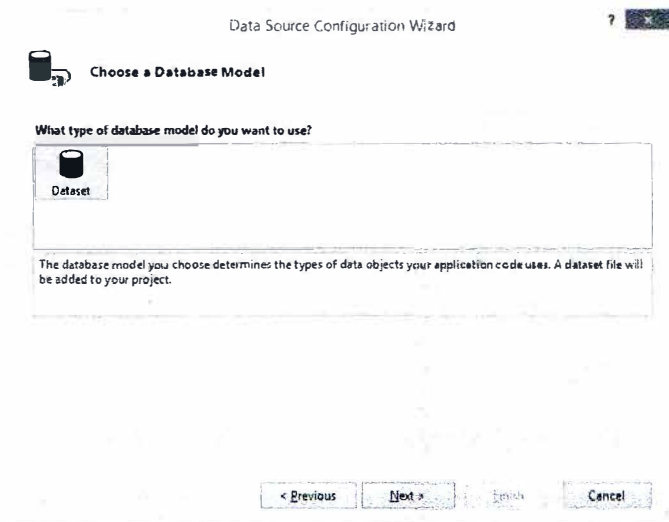 Data Source Configuration Wizard
?
x
Choose a Database Model
What type of database model do you want to use?
Dataset
The database model you choose determines the types of data objects your application code uses. A dataset file will
be added to your project.
< Previous
Next >
Finish
Cancel